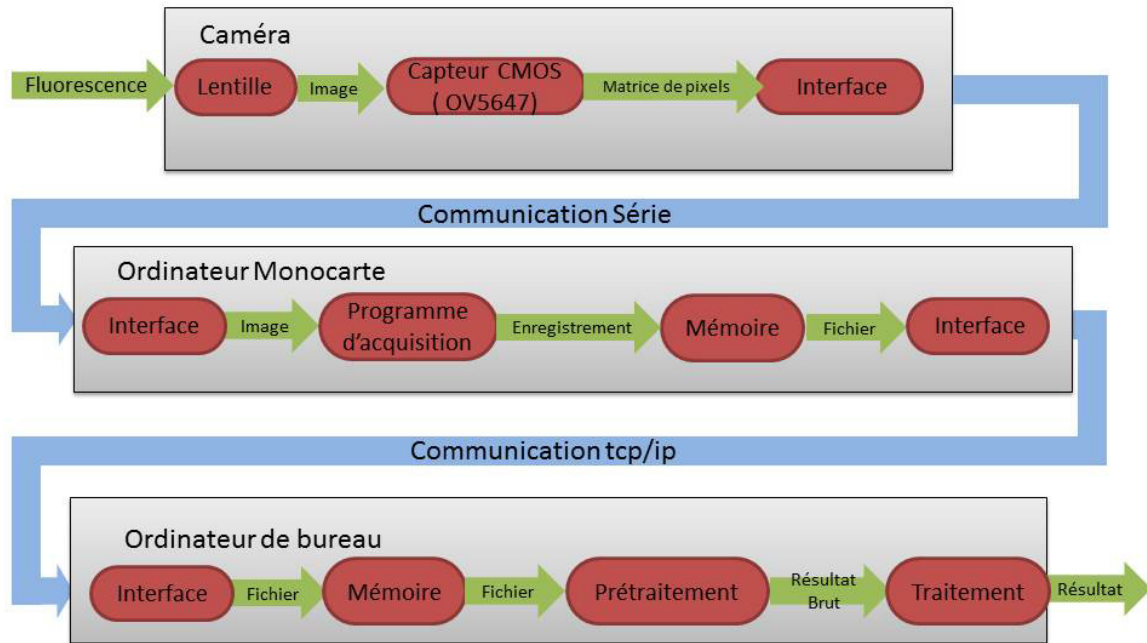 Caméra
Fluorescence
Lentille
Image
Capteur CMOS
( OV5647)
Matrice de pixels
Interface
Communication Série
Ordinateur Monocarte
Interface
Image
Programme
d'acquisition
Enregistrement
Mémoire
Fichier
Interface
Communication tcp/ip
Ordinateur de bureau
Interface
Fichier
Mémoire
Fichier
Prétraitement
Résultat
Brut
Traitement
Résultat